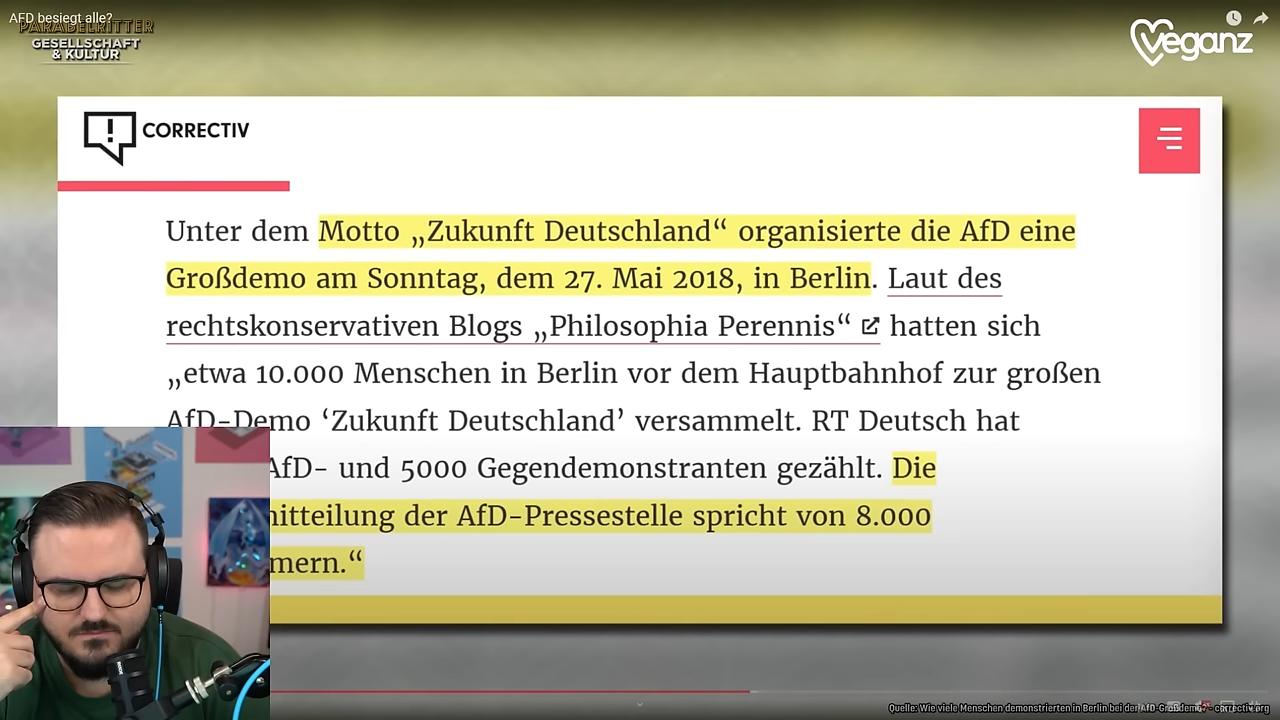 AFD besiegt alle?
PARABELRITTER
GESELLSCHAFT
& KULTUR
Veganz
CORRECTIV
Unter dem Motto „Zukunft Deutschland“ organisierte die AfD eine
Großdemo am Sonntag, dem 27. Mai 2018, in Berlin. Laut des
rechtskonservativen Blogs „Philosophia Perennis“ hatten sich
„etwa 10.000 Menschen in Berlin vor dem Hauptbahnhof zur großen
AfD-Demo ‘Zukunft Deutschland’ versammelt. RT Deutsch hat
AfD- und 5000 Gegendemonstranten gezählt. Die
mitteilung der AfD-Pressestelle spricht von 8.000
mern.“
Quelle: Wie viele Menschen demonstrierten in Berlin bei der AfD-Großdemo? - correctiv.org